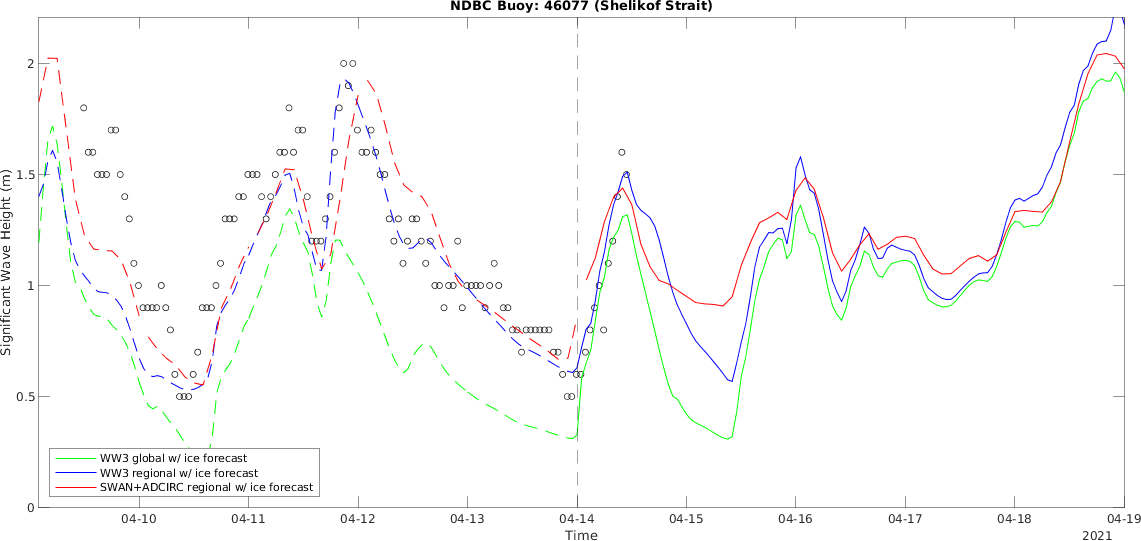 NDBC Buoy: 46077 (Shelikof Strait)
Significant Wave Height (m)
2
1.5
1
0.5
0
WW3 global w/ ice forecast
WW3 regional w/ ice forecast
SWAN+ADCIRC regional w/ ice forecast
04-10 04-11 04-12 04-13 04-14 04-15 04-16 04-17 04-18 04-19
Time
2021